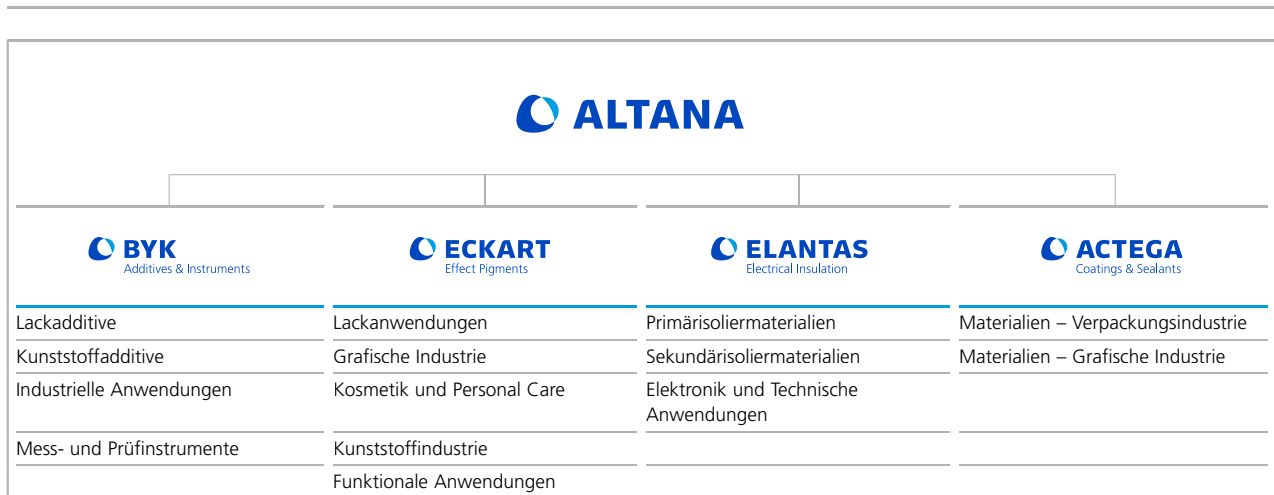 ALTANA
BYK
Additives & Instruments
ECKART
Effect Pigments
ELANTAS
Electrical Insulation
ACTEGA
Coatings & Sealants
Lackadditive
Lackanwendungen
Primärisoliermaterialien
Materialien – Verpackungsindustrie
Kunststoffadditive
Grafische Industrie
Sekundärisoliermaterialien
Materialien – Grafische Industrie
Industrielle Anwendungen
Kosmetik und Personal Care
Elektronik und Technische
Anwendungen
Mess- und Prüfinstrumente
Kunststoffindustrie
Funktionale Anwendungen